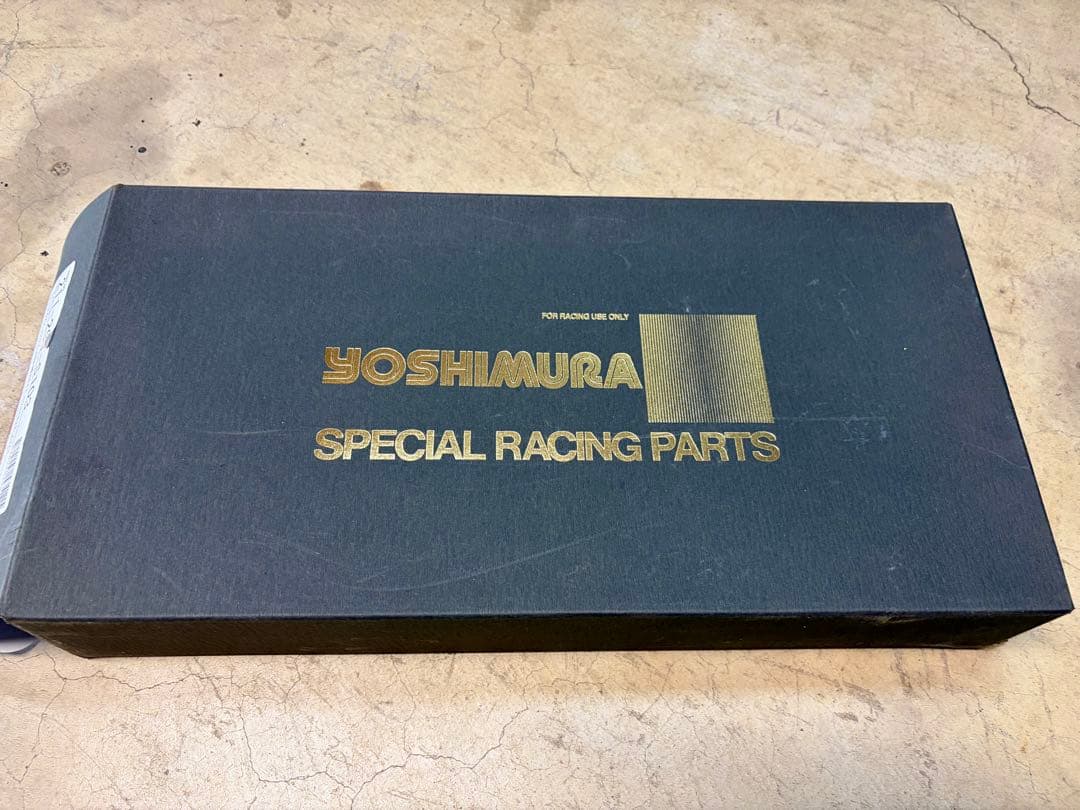 FOR RACING USE ONLY
YOSHIMURA
SPECIAL RACING PARTS